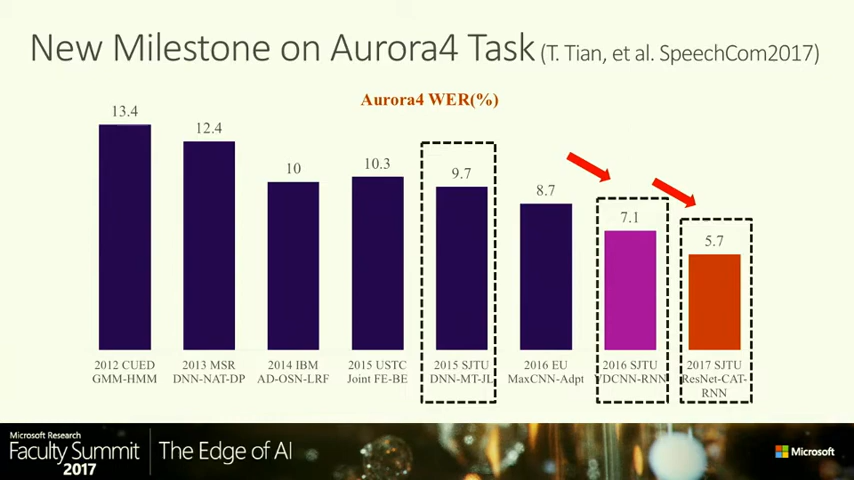 New Milestone on Aurora4 Task (T. Tian, et al. SpeechCom2017)
Aurora4 WER(%)
13.4
12.4
10
10.3
9.7
8.7
7.1
5.7
2012 CUED
GMM-HMM
2013 MSR
DNN-NAT-DP
2014 IBM
AD-OSN-LRF
2015 USTC
Joint FE-BE
2015 SJTU
DNN-MT-JL
2016 EU
MaxCNN-Adpt
2016 SJTU
VDCNN-RNN
2017 SJTU
ResNet-CAT-
RNN
Microsoft Research
Faculty Summit
2017
The Edge of AI
Microsoft